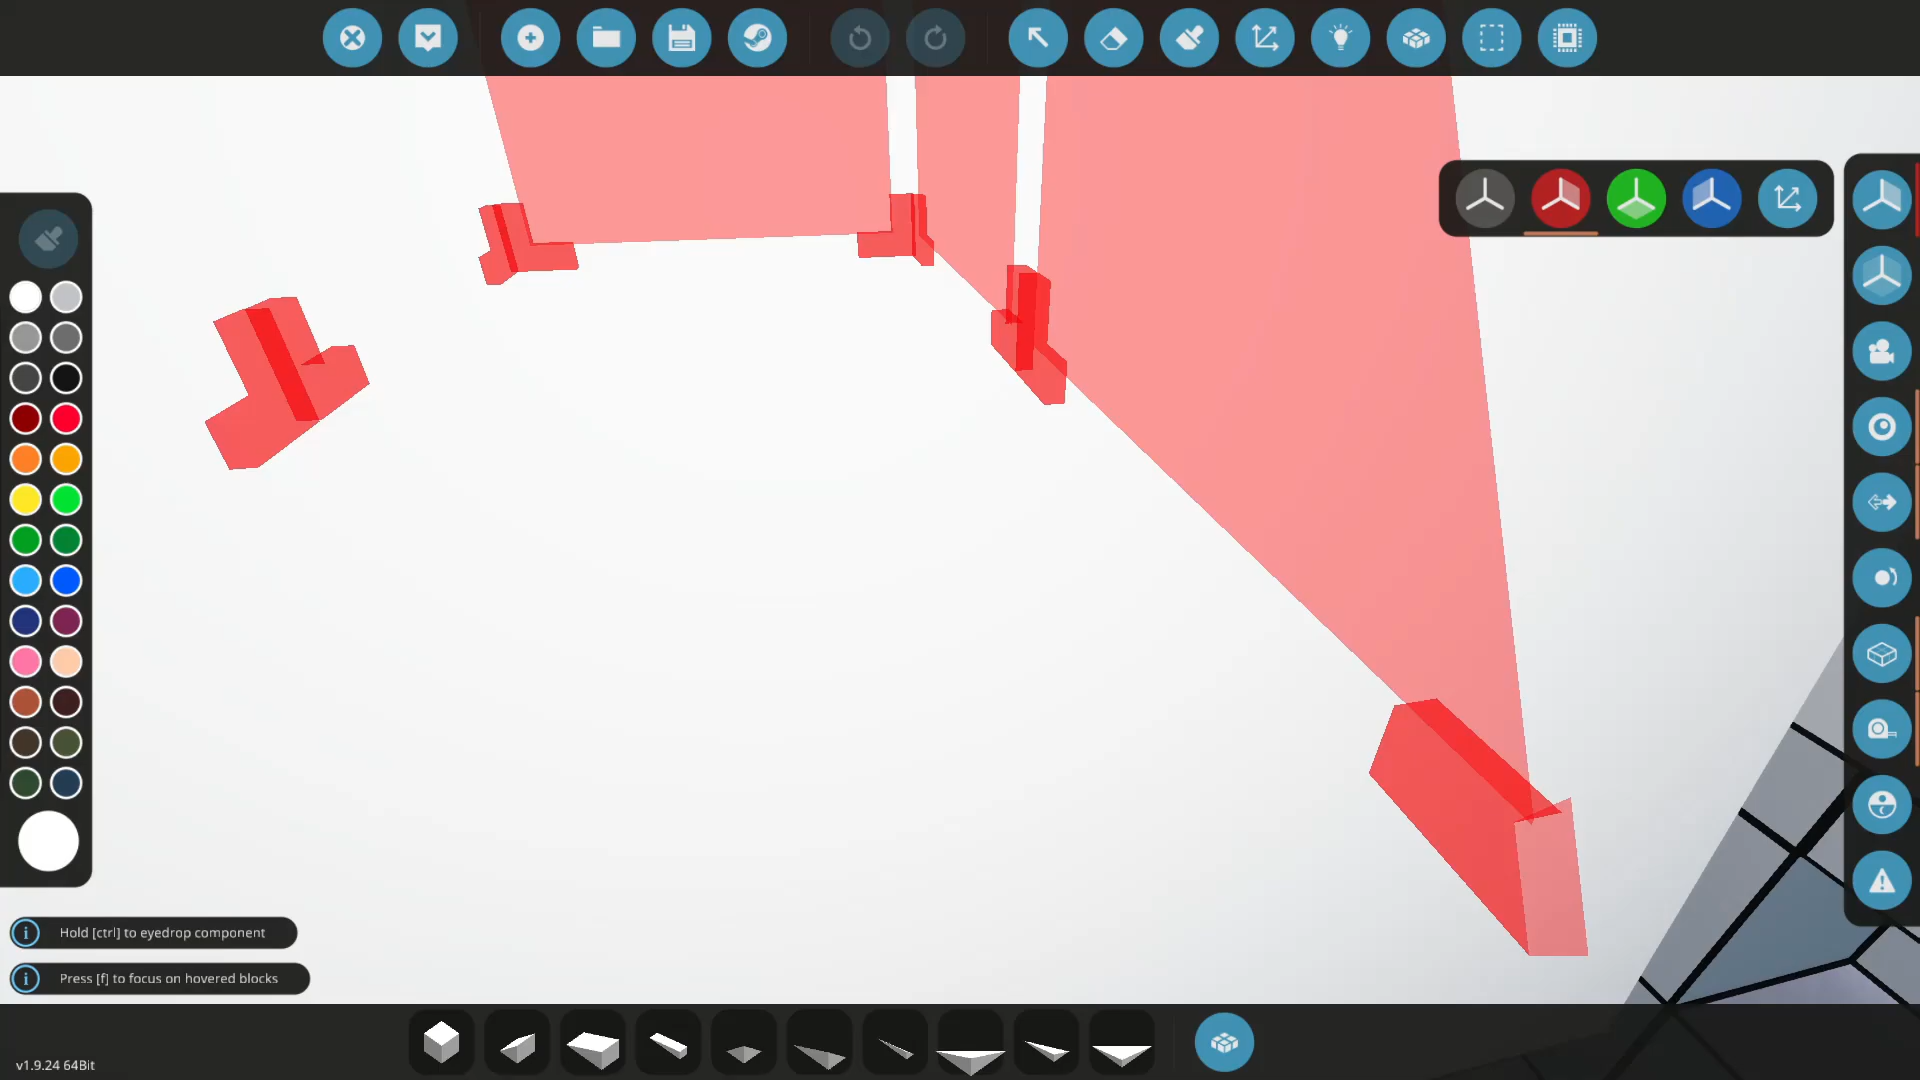 Hold [ctrl] to eyedrop component
Press [f] to focus on hovered blocks
v1.9.24 64Bit